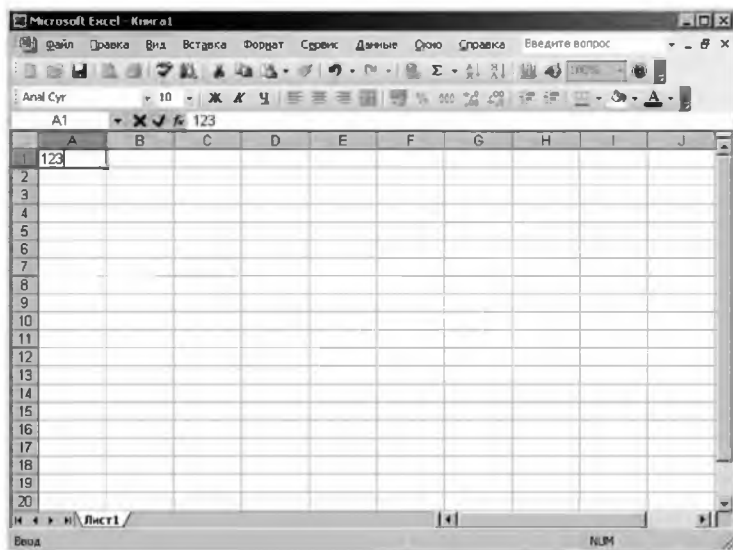 Microsoft Excel - Книга1
Файл Правка Вид Вставка Формат Сервис Данные Окно Справка Введите вопрос
Arial Cyr 10 Ж К Ч % 000
A1 123
A B C D E F G H I J
1 123
2
3
4
5
6
7
8
9
10
11
12
13
14
15
16
17
18
19
20
Лист1
Ввод NUM